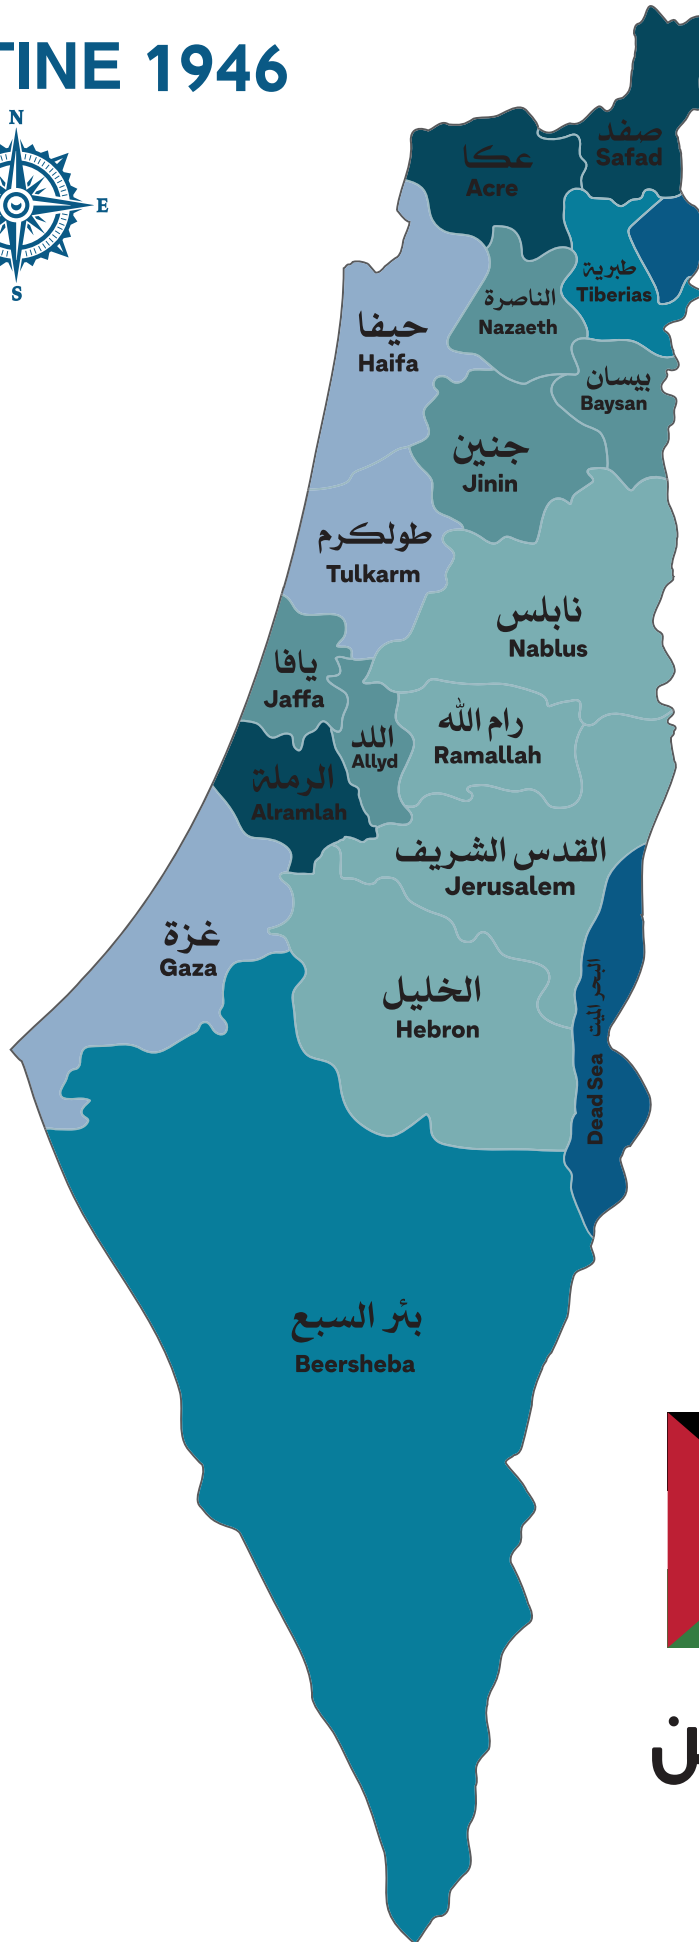 TINE 1946
N
E
S
صفد
Safad
عكا
Acre
طبرية
Tiberias
الناصرة
Nazaeth
حيفا
Haifa
بيسان
Baysan
جنين
Jinin
طولكرم
Tulkarm
نابلس
Nablus
يافا
Jaffa
رام الله
Ramallah
اللد
Allyd
الرملة
Alramlah
القدس الشريف
Jerusalem
غزة
Gaza
الخليل
Hebron
البحر الميت
Dead Sea
بئر السبع
Beersheba
ن